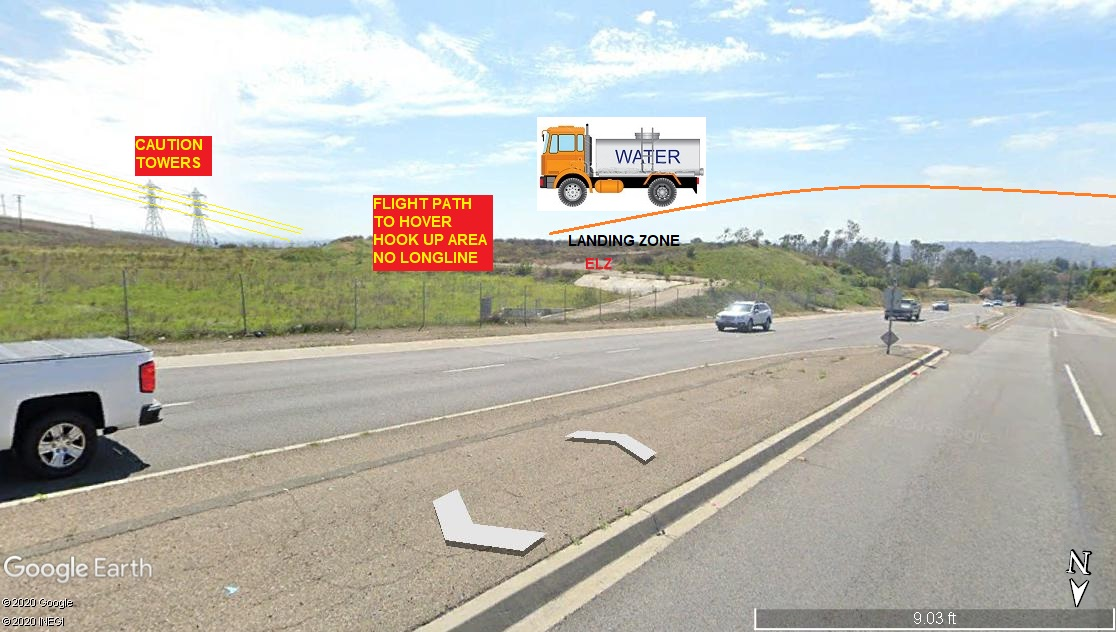 CAUTION
TOWERS
WATER
FLIGHT PATH
TO HOVER
HOOK UP AREA
NO LONGLINE
LANDING ZONE
ELZ
Google Earth
©2020 Google
©2020 INEGI
N
9.03 ft